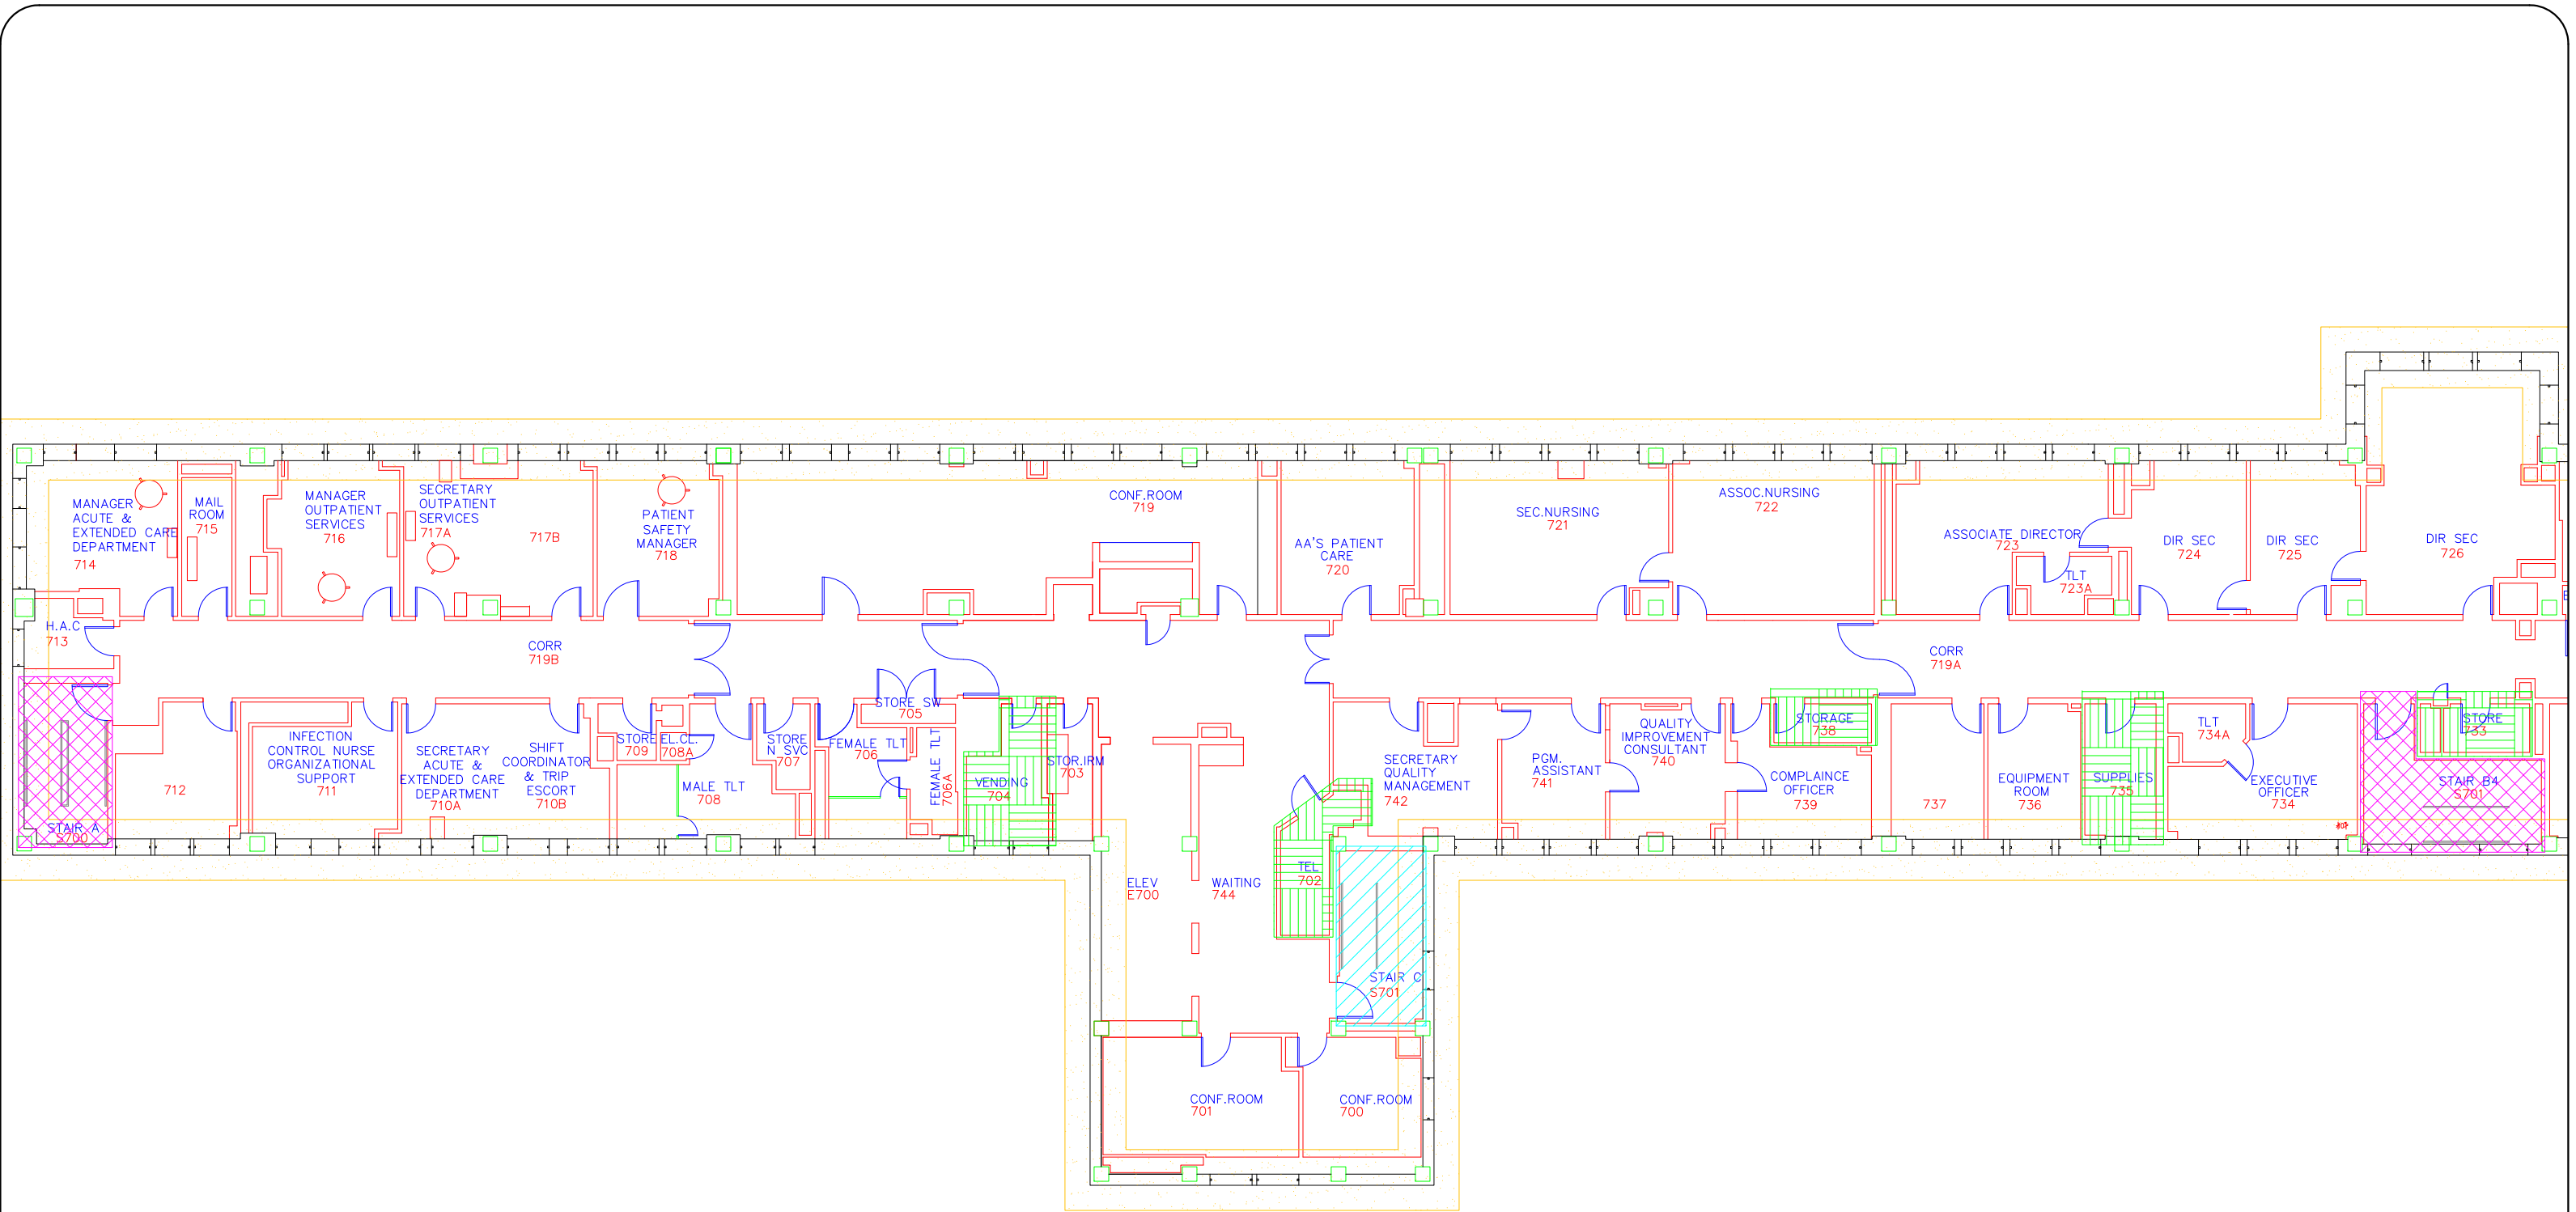 MANAGER
ACUTE &
EXTENDED CARE
DEPARTMENT
714
MAIL
ROOM
715
MANAGER
OUTPATIENT
SERVICES
716
SECRETARY
OUTPATIENT
SERVICES
717A
717B
PATIENT
SAFETY
MANAGER
718
CONF.ROOM
719
AA'S PATIENT
CARE
720
SEC.NURSING
721
ASSOC.NURSING
722
ASSOCIATE DIRECTOR
723
TLT
723A
DIR SEC
724
DIR SEC
725
DIR SEC
726
H.A.C
713
CORR
719B
CORR
719A
STAIR A
S700
712
INFECTION
CONTROL NURSE
ORGANIZATIONAL
SUPPORT
711
SECRETARY
ACUTE &
EXTENDED CARE
DEPARTMENT
710A
SHIFT
COORDINATOR
& TRIP
ESCORT
710B
STORE
709
EL.CL.
708A
MALE TLT
708
STORE
N SVC
707
STORE SW
705
FEMALE TLT
706
FEMALE TLT
706A
VENDING
704
STOR.IRM
703
SECRETARY
QUALITY
MANAGEMENT
742
PGM.
ASSISTANT
741
QUALITY
IMPROVEMENT
CONSULTANT
740
STORAGE
738
COMPLAINCE
OFFICER
739
737
EQUIPMENT
ROOM
736
SUPPLIES
735
TLT
734A
EXECUTIVE
OFFICER
734
STORE
733
STAIR B4
S701
ELEV
E700
WAITING
744
TEL
702
STAIR C
S701
CONF.ROOM
701
CONF.ROOM
700